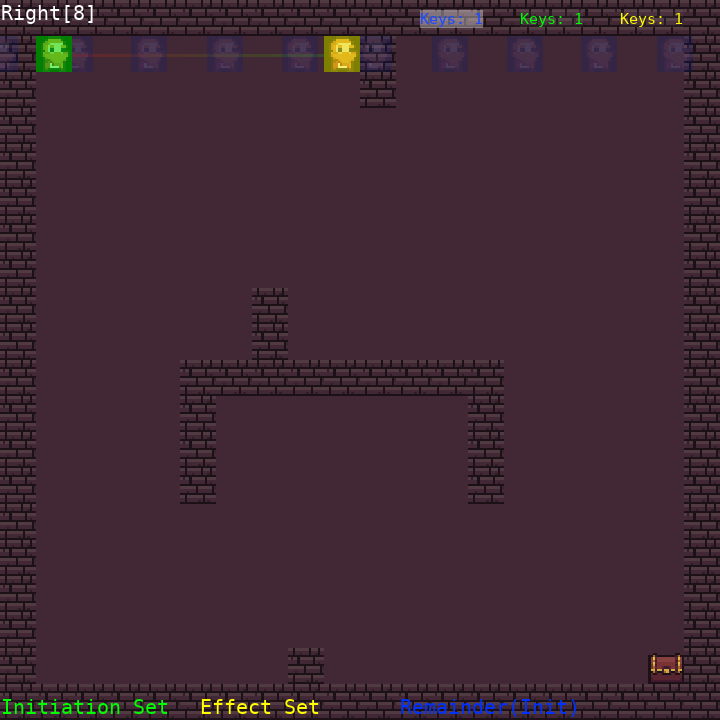 Right[8]
Keys: 1 Keys: 1 Keys: 1
Initiation Set Effect Set Remainder(Init)